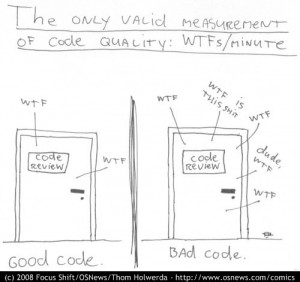 The ONLY VALID MEASUREMENT
OF Code QUALITY: WTFs/minute
WTF
code
Review
WTF
Good code.
WTF
WTF IS
THIS SHIT
WTF
code
Review
dude,
WTF
WTF
BAd code.
(c) 2008 Focus Shift/OSNews/Thom Holwerda - http://www.osnews.com/comics